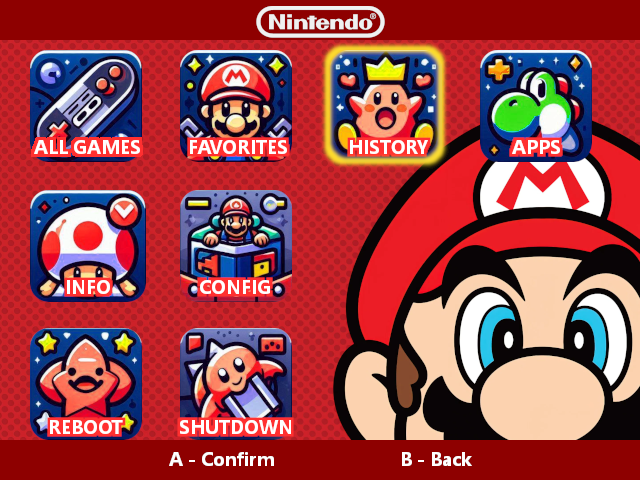 Nintendo®
ALL GAMES
FAVORITES
HISTORY
APPS
INFO
CONFIG
REBOOT
SHUTDOWN
A - Confirm
B - Back